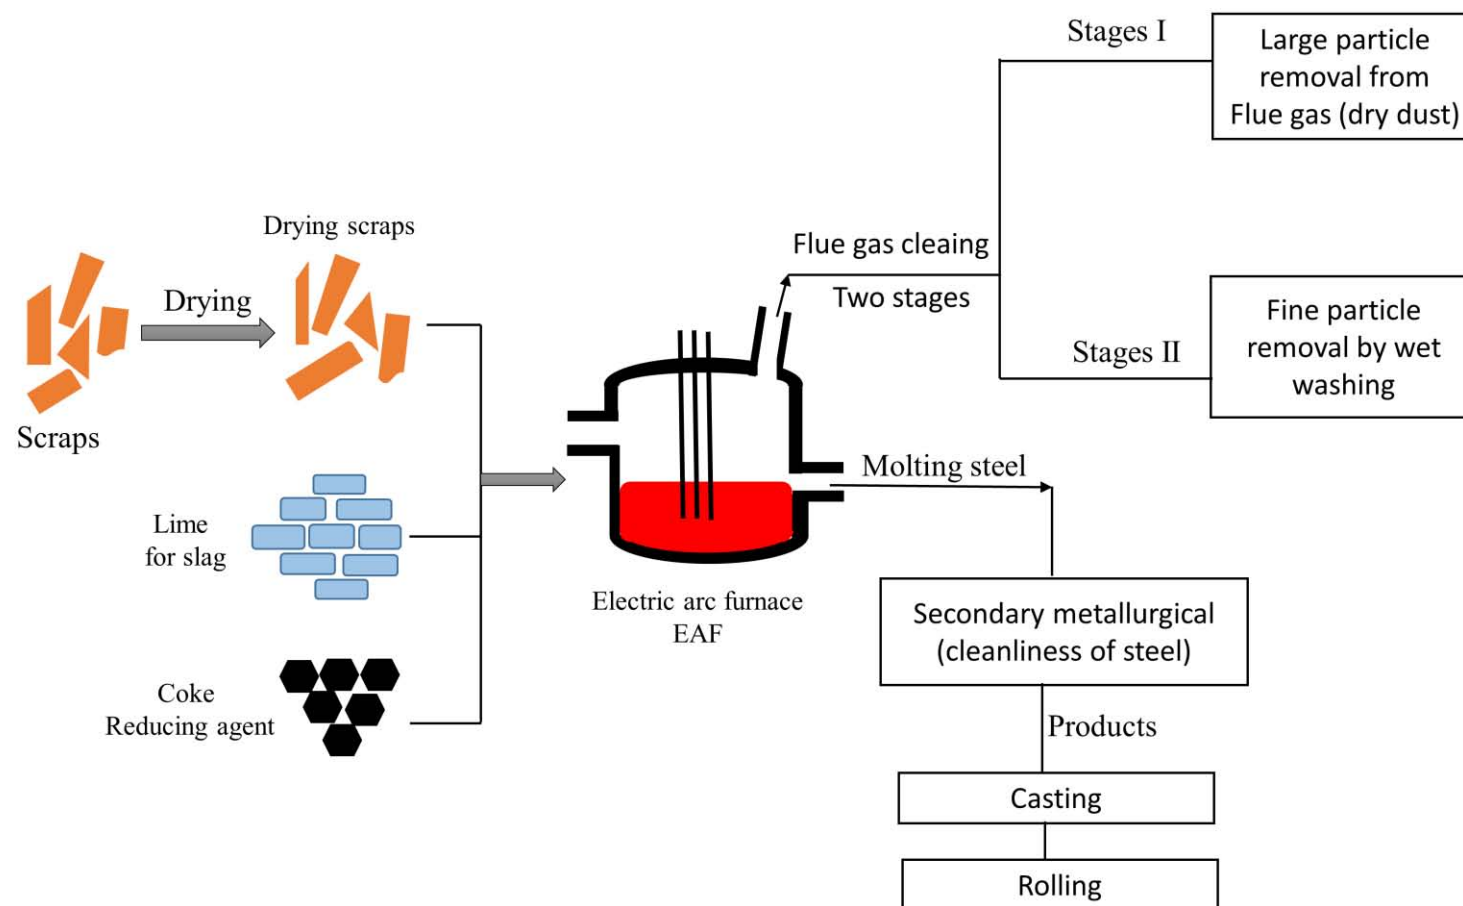 Stages I
Large particle
removal from
Flue gas (dry dust)
Drying scraps
Drying
Scraps
Flue gas cleaing
Two stages
Stages II
Fine particle
removal by wet
washing
Lime
for slag
Molting steel
Electric arc furnace
EAF
Secondary metallurgical
(cleanliness of steel)
Coke
Reducing agent
Products
Casting
Rolling